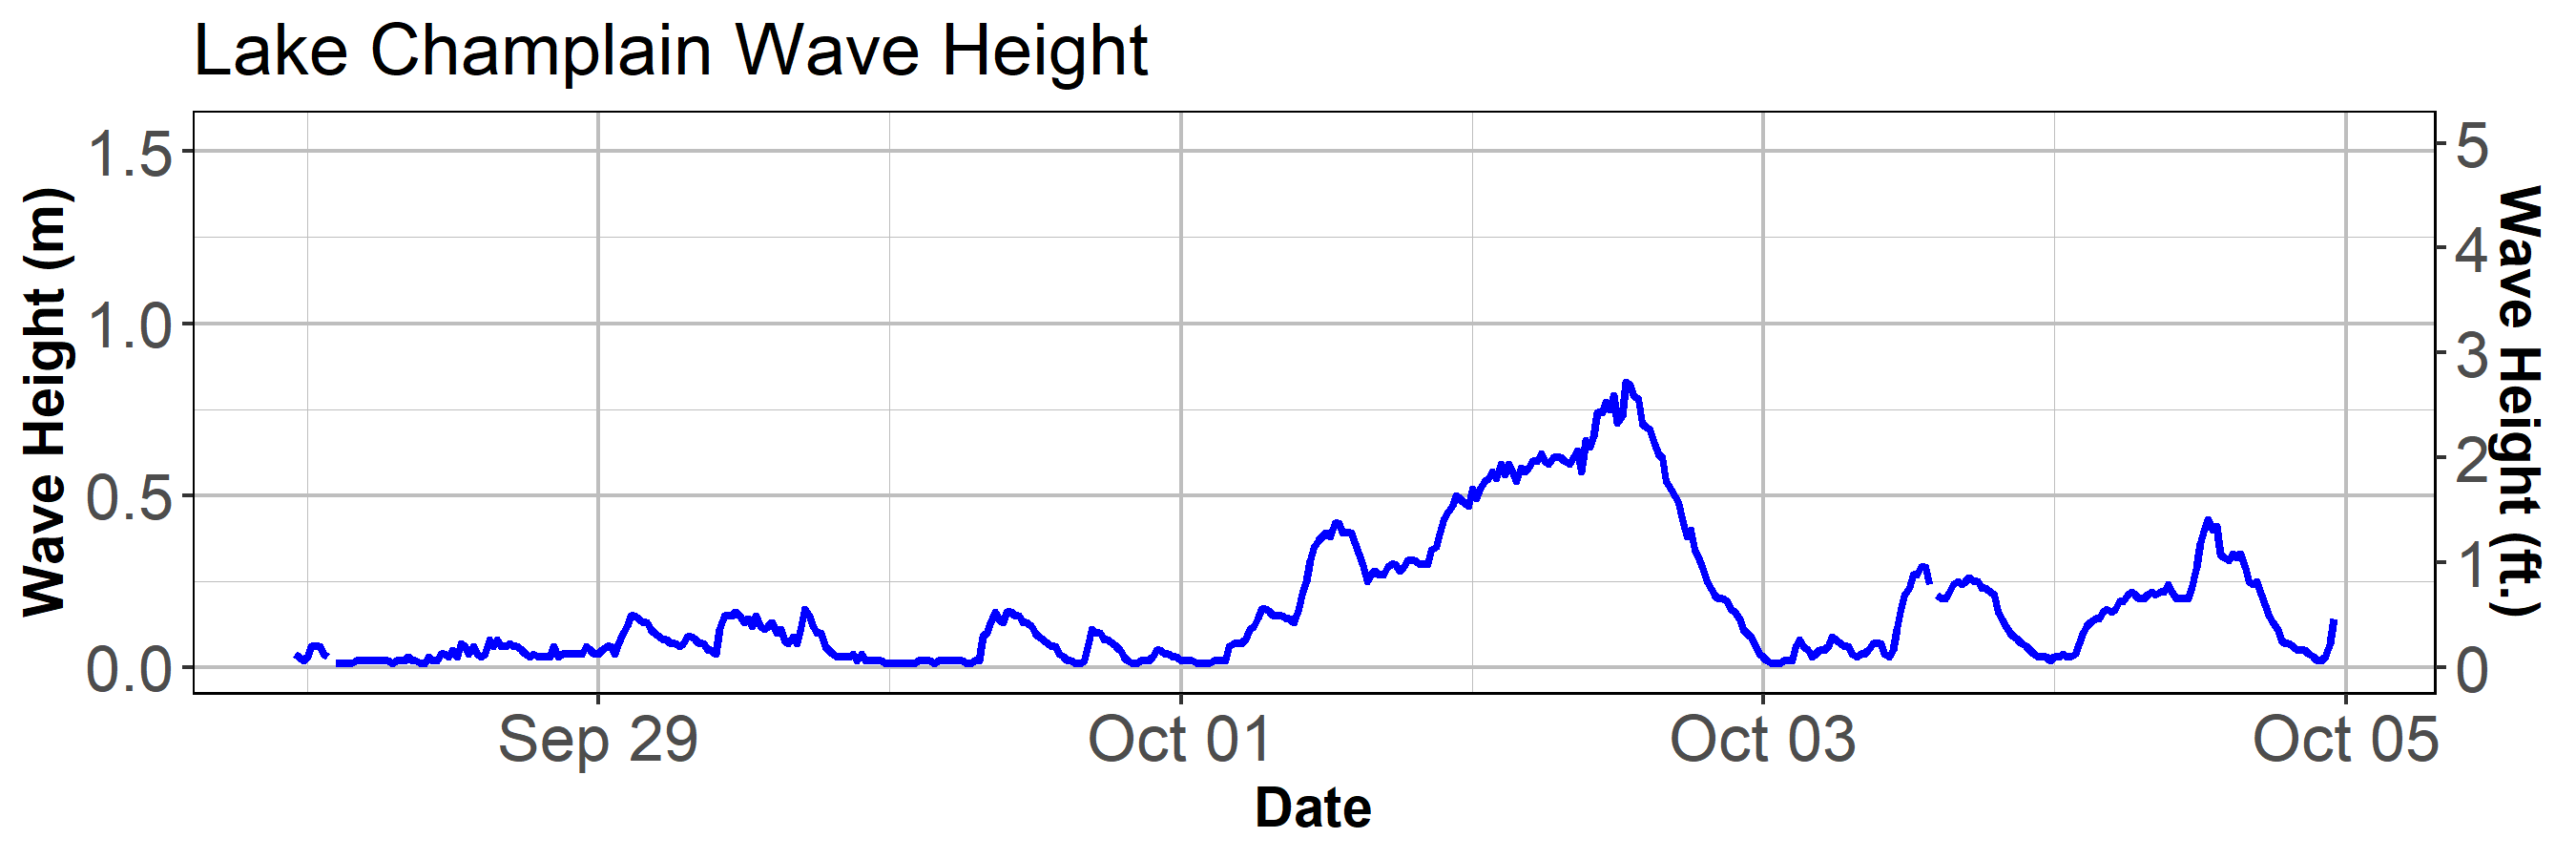 Lake Champlain Wave Height
Wave Height (m)
1.5
1.0
0.5
0.0
5
4
3
2
1
0
Wave Height (ft.)
Sep 29
Oct 01
Oct 03
Oct 05
Date